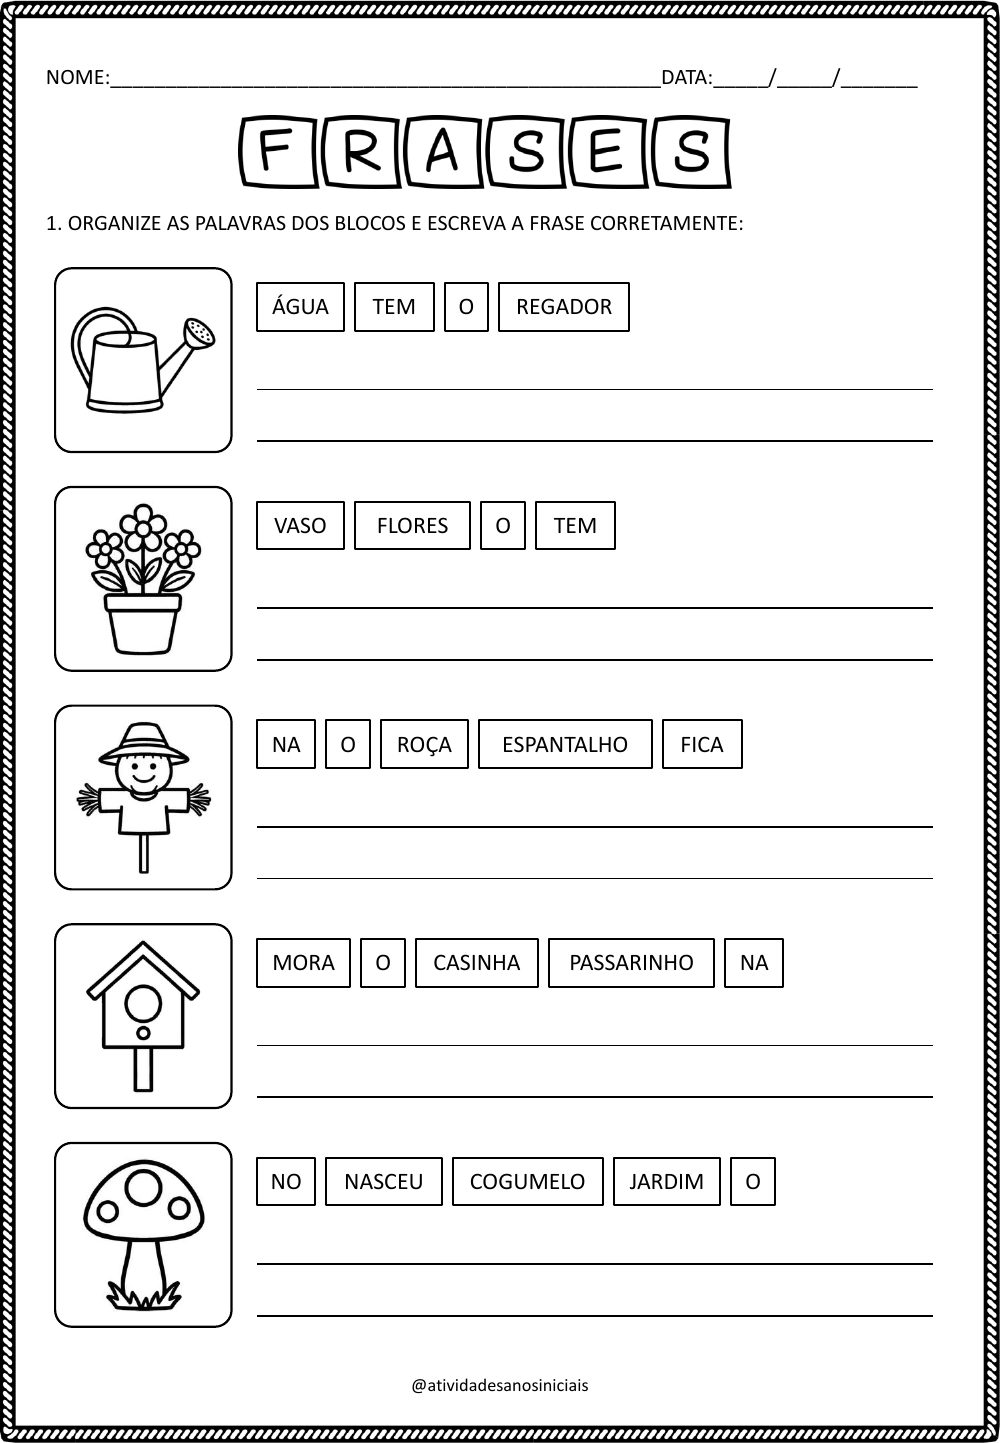 NOME:__________________________________________________DATA:_____/_____/_______
FRASES
1. ORGANIZE AS PALAVRAS DOS BLOCOS E ESCREVA A FRASE CORRETAMENTE:
ÁGUA TEM O REGADOR
VASO FLORES O TEM
NA O ROÇA ESPANTALHO FICA
MORA O CASINHA PASSARINHO NA
NO NASCEU COGUMELO JARDIM O
@atividadesanosiniciais